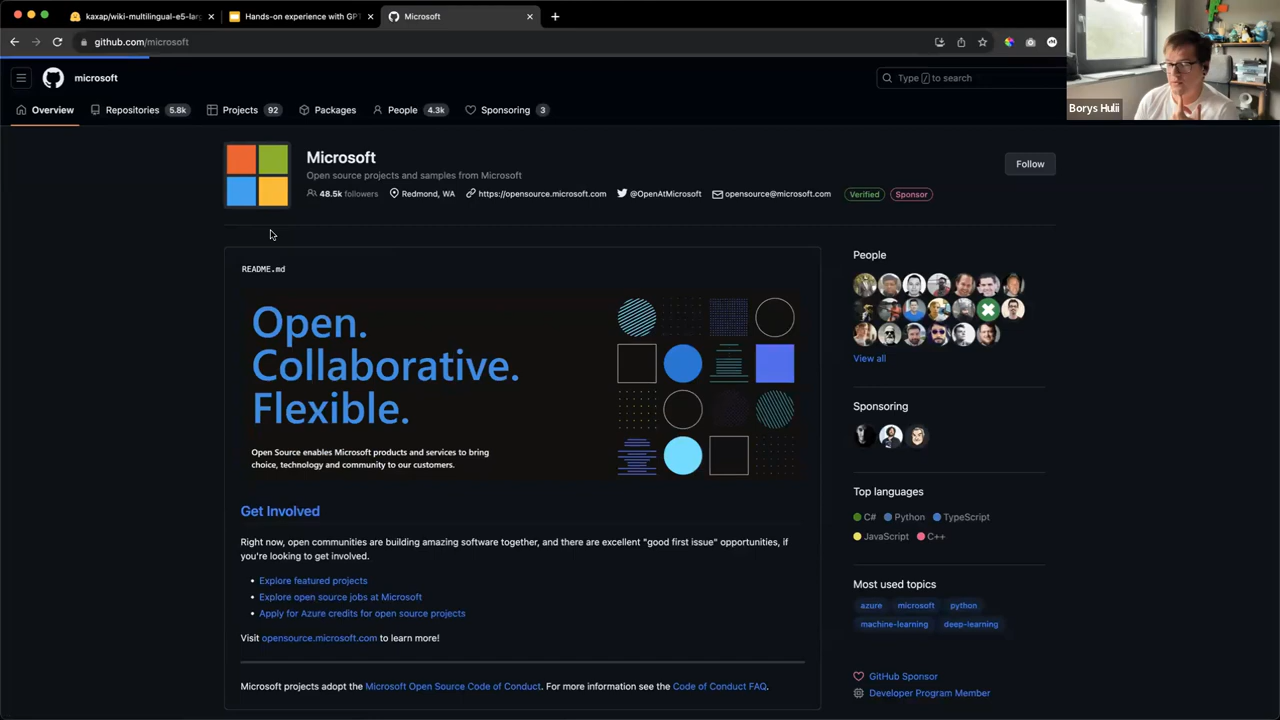 kaxap/wiki-multilingual-e5-lar
Hands-on experience with GPT
Microsoft
github.com/microsoft
microsoft
Type / to search
Overview
Repositories 5.8k
Projects 92
Packages
People 4.3k
Sponsoring 3
Borys Hulii
Microsoft
Open source projects and samples from Microsoft
48.5k followers
Redmond, WA
https://opensource.microsoft.com
@OpenAtMicrosoft
opensource@microsoft.com
Verified
Sponsor
Follow
README.md
Open.
Collaborative.
Flexible.
Open Source enables Microsoft products and services to bring
choice, technology and community to our customers.
Get Involved
Right now, open communities are building amazing software together, and there are excellent "good first issue" opportunities, if
you're looking to get involved.
• Explore featured projects
• Explore open source jobs at Microsoft
• Apply for Azure credits for open source projects
Visit opensource.microsoft.com to learn more!
Microsoft projects adopt the Microsoft Open Source Code of Conduct. For more information see the Code of Conduct FAQ.
People
View all
Sponsoring
Top languages
C# Python TypeScript
JavaScript C++
Most used topics
azure microsoft python
machine-learning deep-learning
GitHub Sponsor
Developer Program Member